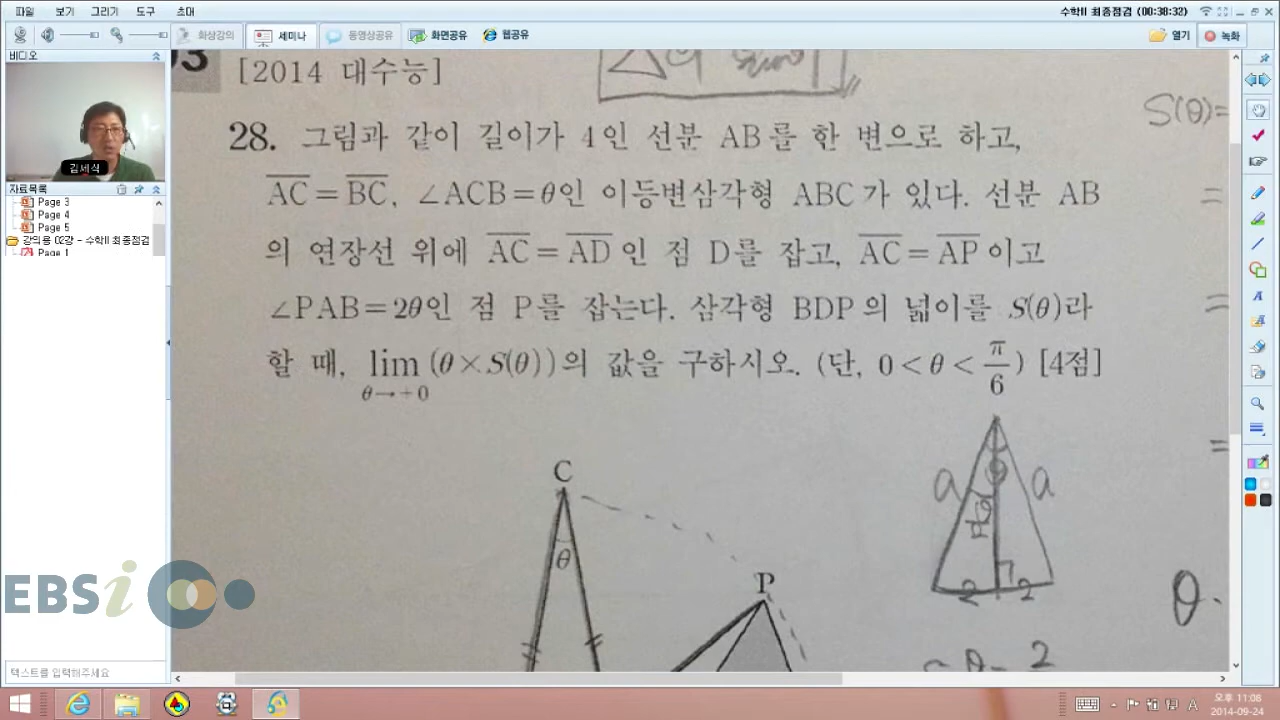 파일 보기 그리기 도구 초대
수학II 최종점검 (00:38:32)
화상강의 세미나 동영상공유 화면공유 웹공유
열기 녹화
비디오
김세식
자료목록
Page 3
Page 4
Page 5
강의용 02강 - 수학II 최종점검
Page 1
EBSi
텍스트를 입력해주세요
03
[2014 대수능]
28. 그림과 같이 길이가 4인 선분 AB를 한 변으로 하고,
AC=BC, ∠ACB=θ인 이등변삼각형 ABC가 있다. 선분 AB
의 연장선 위에 AC=AD인 점 D를 잡고, AC=AP이고
∠PAB=2θ인 점 P를 잡는다. 삼각형 BDP의 넓이를 S(θ)라
할 때, lim (θ×S(θ))의 값을 구하시오. (단, 0<θ<π/6) [4점]
θ→+0
C
θ
P
a a
2 2
S(θ)=
=
=
=
θ·
오후 11:06
2014-09-24